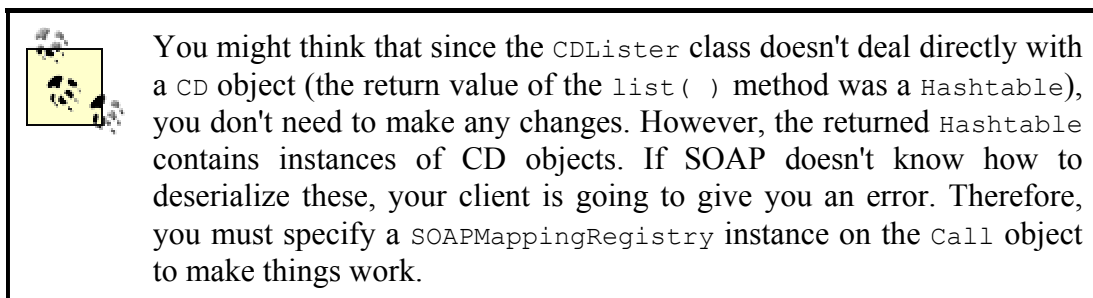 You might think that since the CDLister class doesn't deal directly with
a CD object (the return value of the list( ) method was a Hashtable),
you don't need to make any changes. However, the returned Hashtable
contains instances of CD objects. If SOAP doesn't know how to
deserialize these, your client is going to give you an error. Therefore,
you must specify a SOAPMappingRegistry instance on the Call object
to make things work.